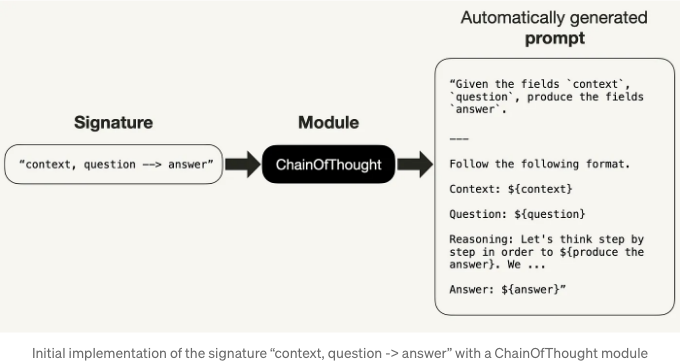 Automatically generated
prompt
Signature
Module
"context, question —-> answer"
ChainOfThought
"Given the fields `context`,
`question`, produce the fields
`answer`.
———
Follow the following format.
Context: ${context}
Question: ${question}
Reasoning: Let's think step by
step in order to ${produce the
answer}. We ...
Answer: ${answer}"
Initial implementation of the signature "context, question -> answer" with a ChainOfThought module